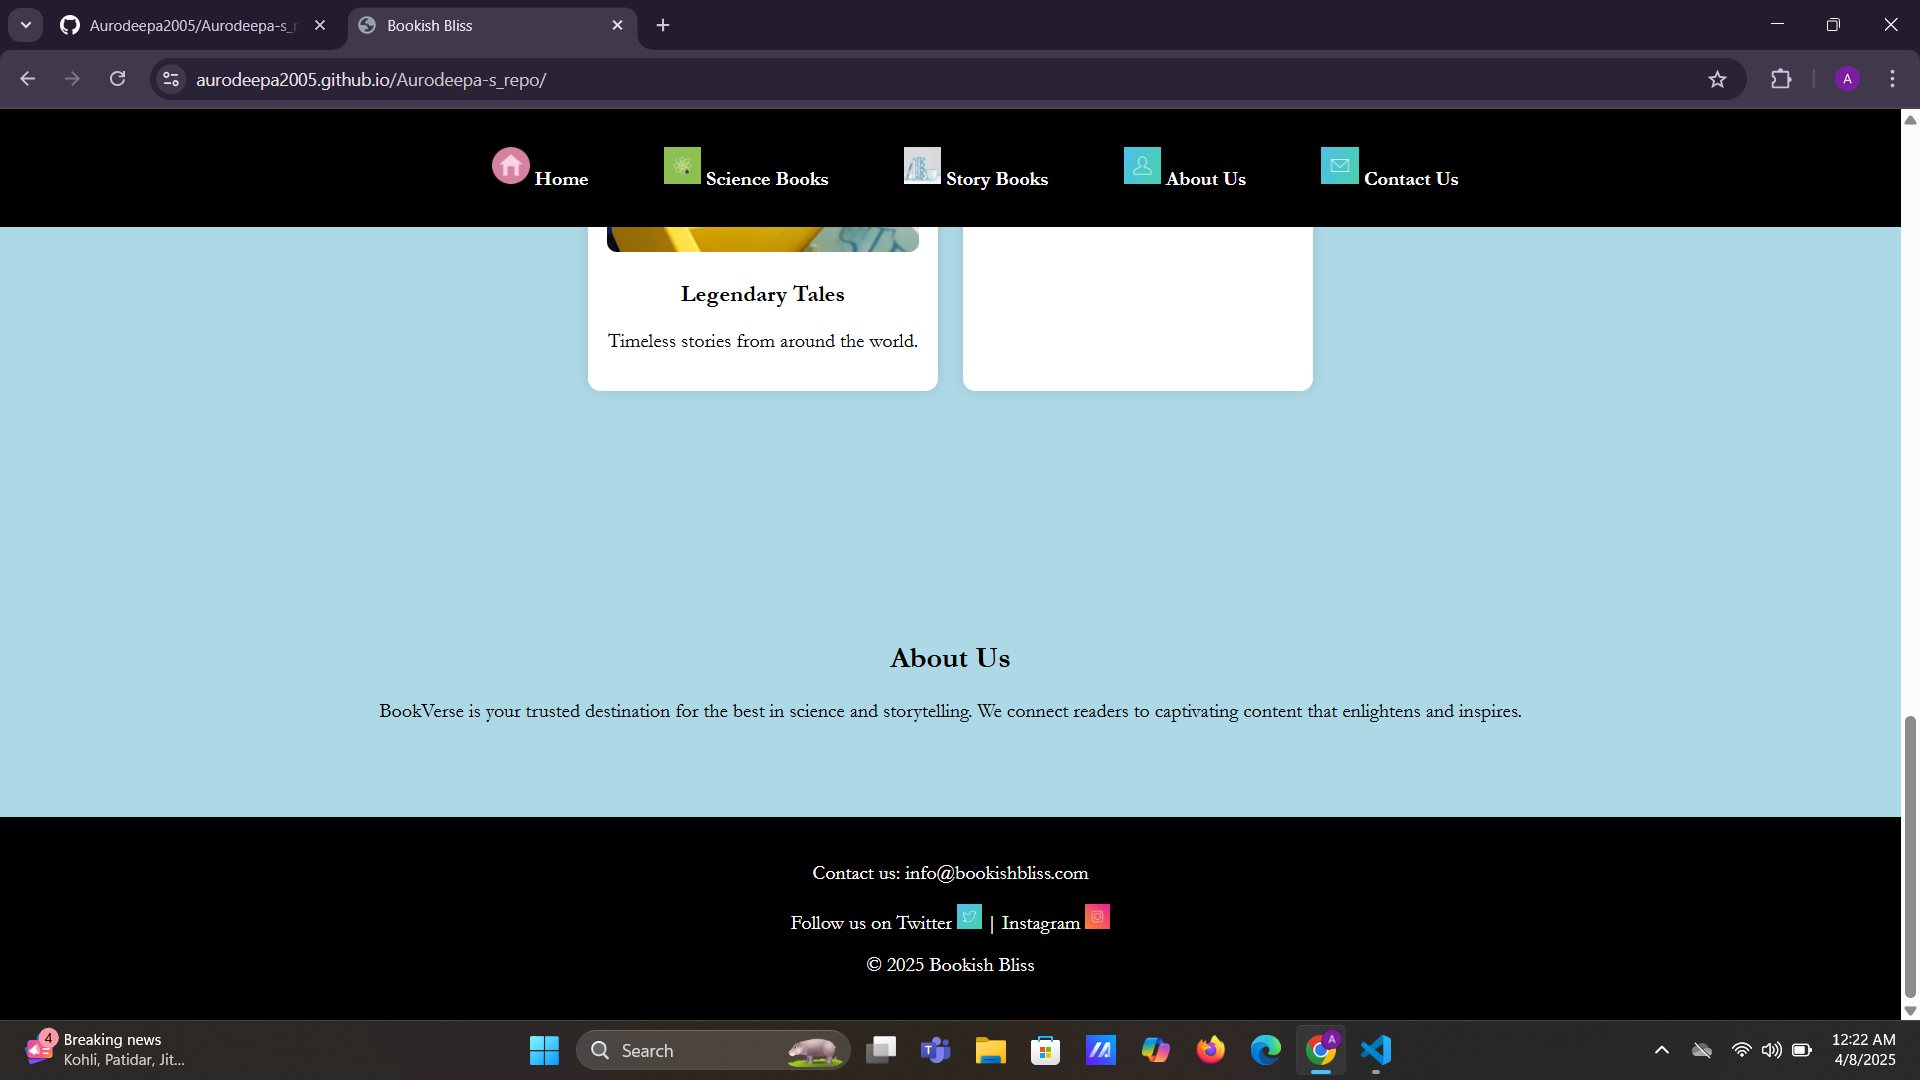 Aurodeepa2005/Aurodeepa-s_r
Bookish Bliss
aurodeepa2005.github.io/Aurodeepa-s_repo/
A
Home
Science Books
Story Books
About Us
Contact Us
Legendary Tales
Timeless stories from around the world.
About Us
BookVerse is your trusted destination for the best in science and storytelling. We connect readers to captivating content that enlightens and inspires.
Contact us: info@bookishbliss.com
Follow us on Twitter | Instagram
© 2025 Bookish Bliss
4
Breaking news
Kohli, Patidar, Jit...
Search
T
A
12:22 AM
4/8/2025